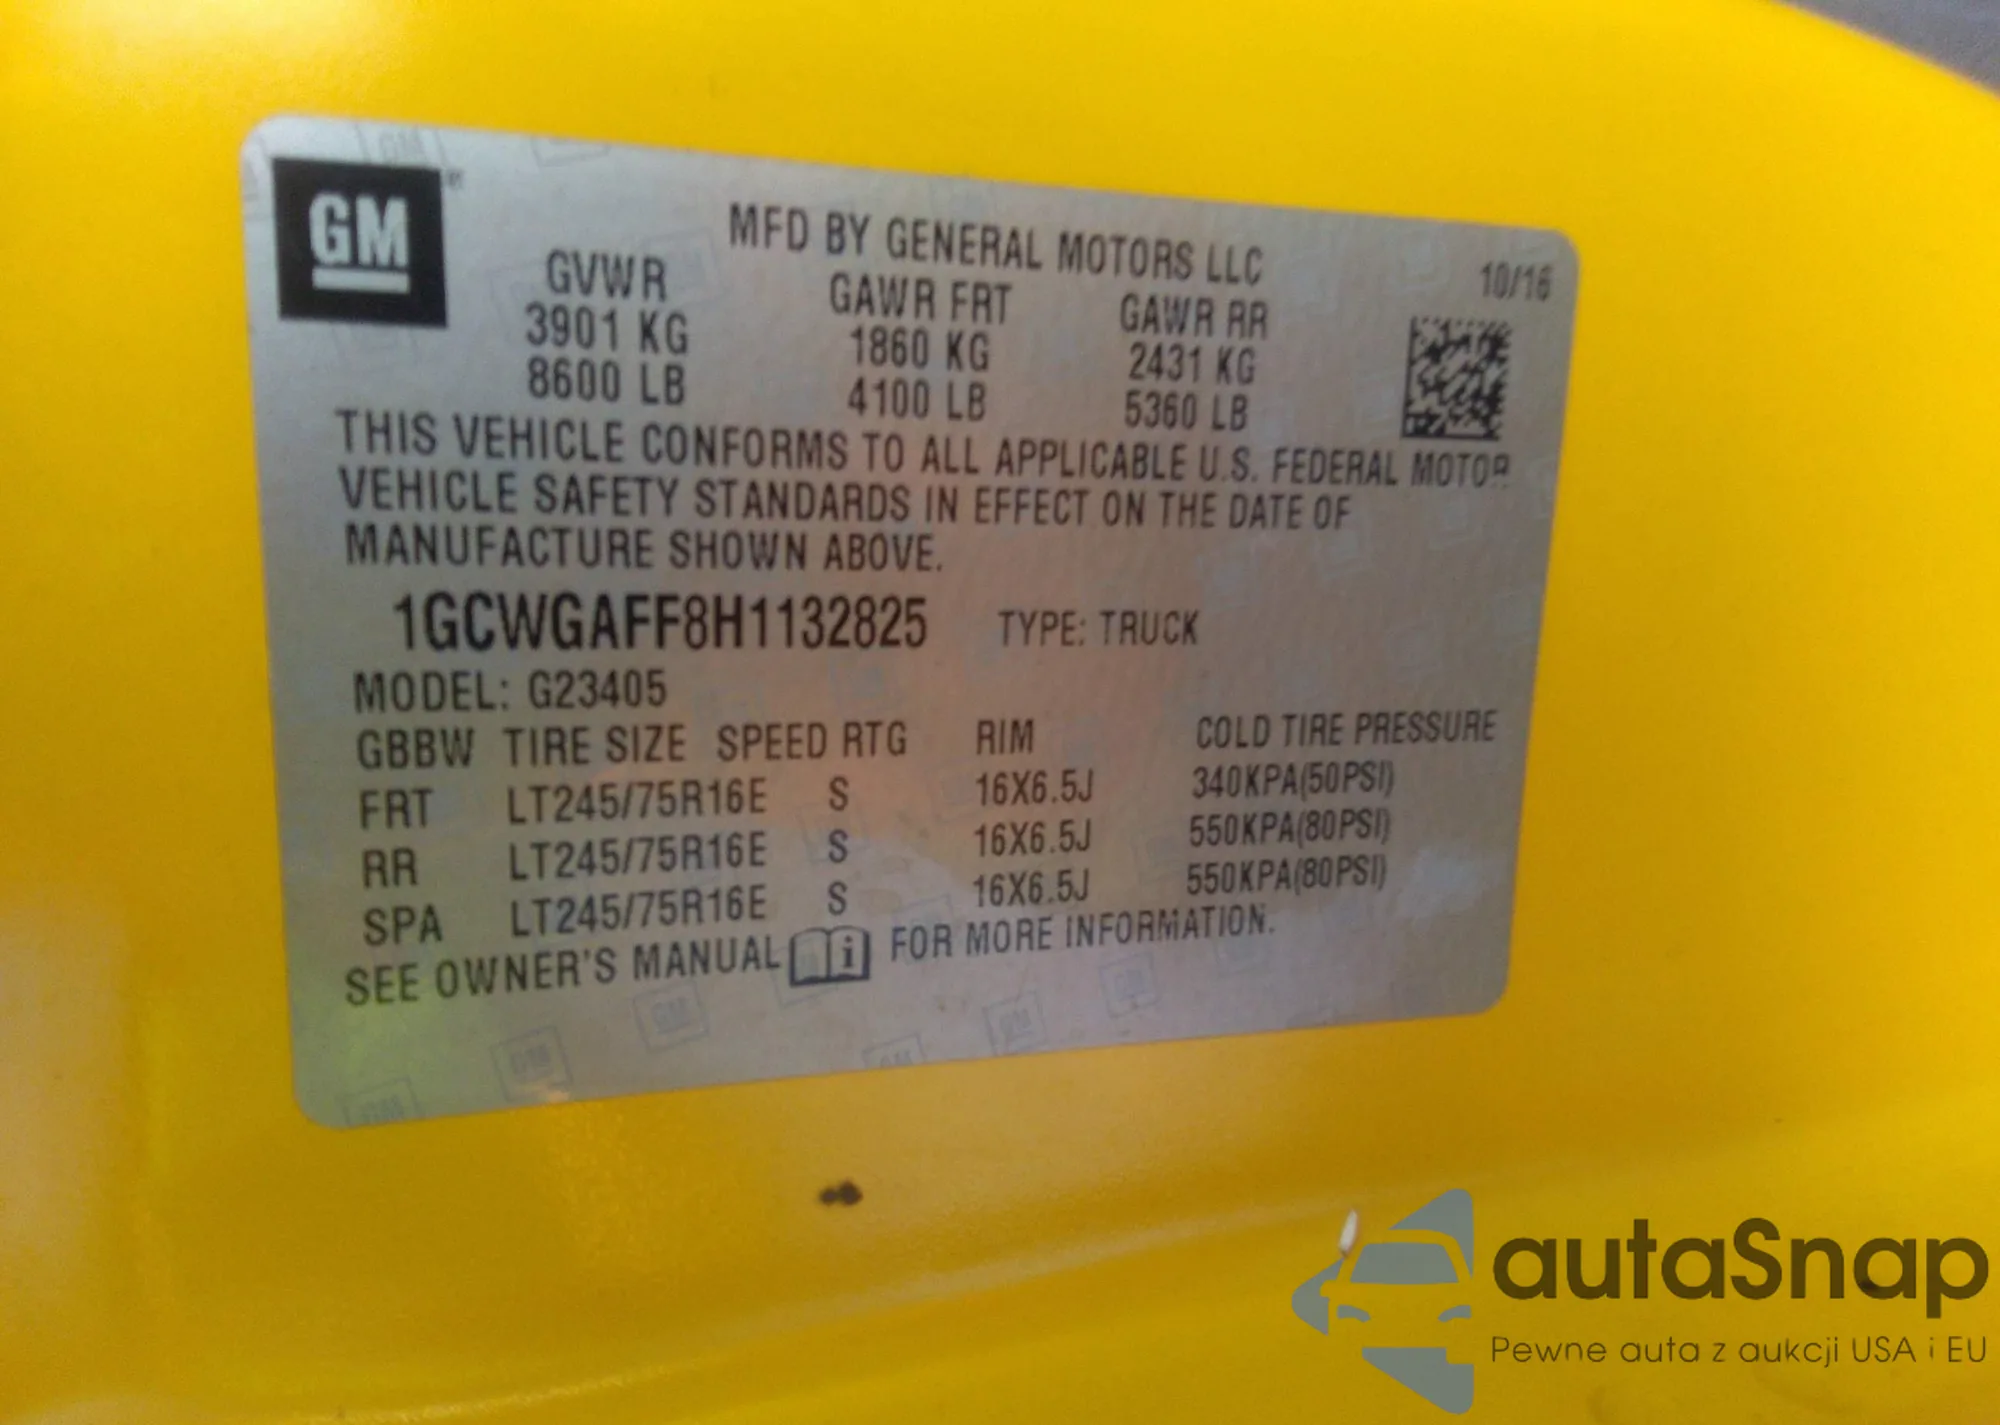 GM
MFD BY GENERAL MOTORS LLC
10/16
GVWR GAWR FRT GAWR RR
3901 KG 1860 KG 2431 KG
8600 LB 4100 LB 5360 LB
THIS VEHICLE CONFORMS TO ALL APPLICABLE U.S. FEDERAL MOTOR
VEHICLE SAFETY STANDARDS IN EFFECT ON THE DATE OF
MANUFACTURE SHOWN ABOVE.
1GCWGAFF8H1132825 TYPE: TRUCK
MODEL: G23405
GBBW TIRE SIZE SPEED RTG RIM COLD TIRE PRESSURE
FRT LT245/75R16E S 16X6.5J 340KPA(50PSI)
RR LT245/75R16E S 16X6.5J 550KPA(80PSI)
SPA LT245/75R16E S 16X6.5J 550KPA(80PSI)
SEE OWNER'S MANUAL i FOR MORE INFORMATION.
autaSnap
Pewne auta z aukcji USA i EU